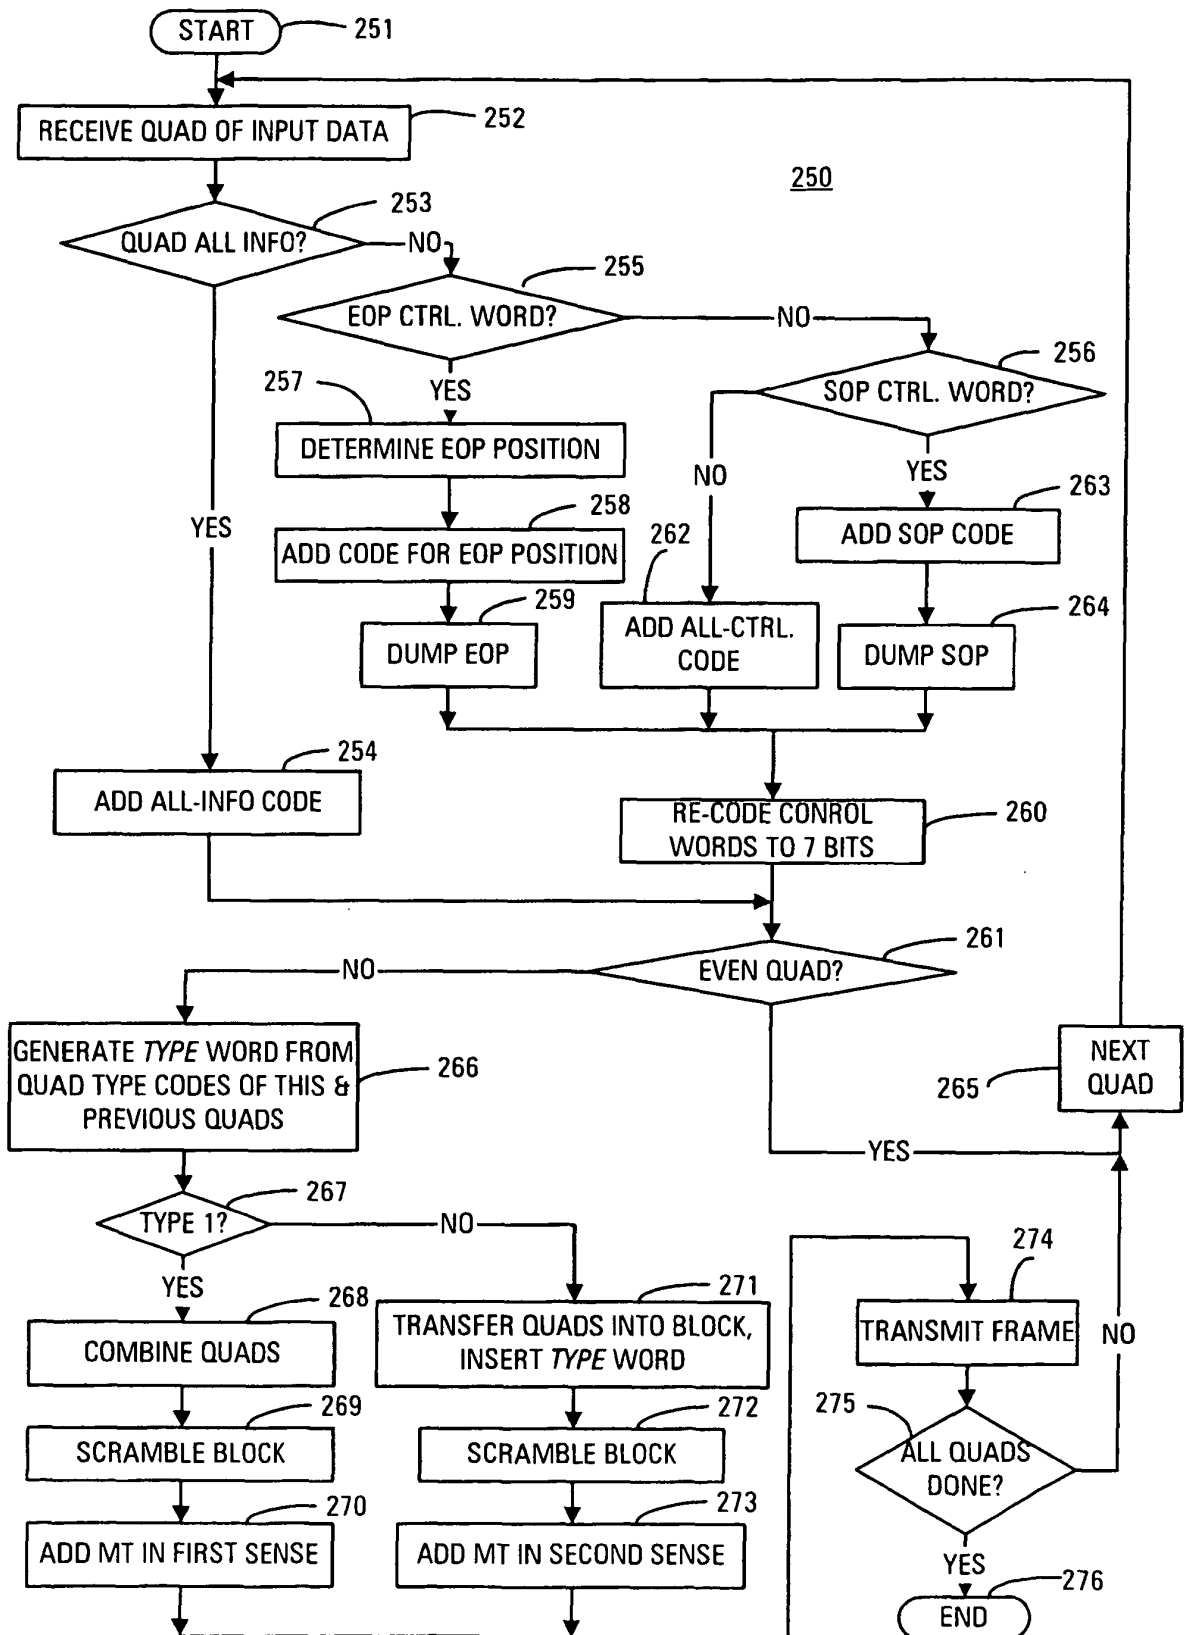 START
251
RECEIVE QUAD OF INPUT DATA
252
250
253
QUAD ALL INFO?
NO
255
EOP CTRL. WORD?
NO
256
SOP CTRL. WORD?
257
YES
DETERMINE EOP POSITION
NO
YES
263
ADD SOP CODE
YES
258
ADD CODE FOR EOP POSITION
262
259
DUMP EOP
ADD ALL-CTRL.
CODE
264
DUMP SOP
254
ADD ALL-INFO CODE
RE-CODE CONROL
WORDS TO 7 BITS
260
261
EVEN QUAD?
NO
GENERATE TYPE WORD FROM
QUAD TYPE CODES OF THIS &
PREVIOUS QUADS
266
NEXT
QUAD
265
YES
267
TYPE 1?
NO
YES
268
COMBINE QUADS
271
TRANSFER QUADS INTO BLOCK,
INSERT TYPE WORD
274
TRANSMIT FRAME
NO
269
SCRAMBLE BLOCK
272
SCRAMBLE BLOCK
275
ALL QUADS
DONE?
270
ADD MT IN FIRST SENSE
273
ADD MT IN SECOND SENSE
YES
276
END